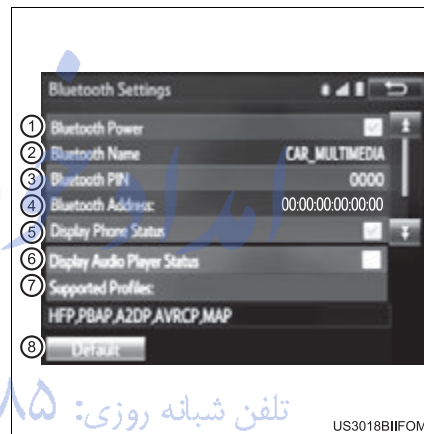 Bluetooth Settings
① Bluetooth Power
② Bluetooth Name CAR_MULTIMEDIA
③ Bluetooth PIN 0000
④ Bluetooth Address: 00:00:00:00:00:00
⑤ Display Phone Status
⑥ Display Audio Player Status
⑦ Supported Profiles:
HFP,PBAP,A2DP,AVRCP,MAP
⑧ Default
تلفن شبانه روزی: ۸۵
US3018BIIFOM